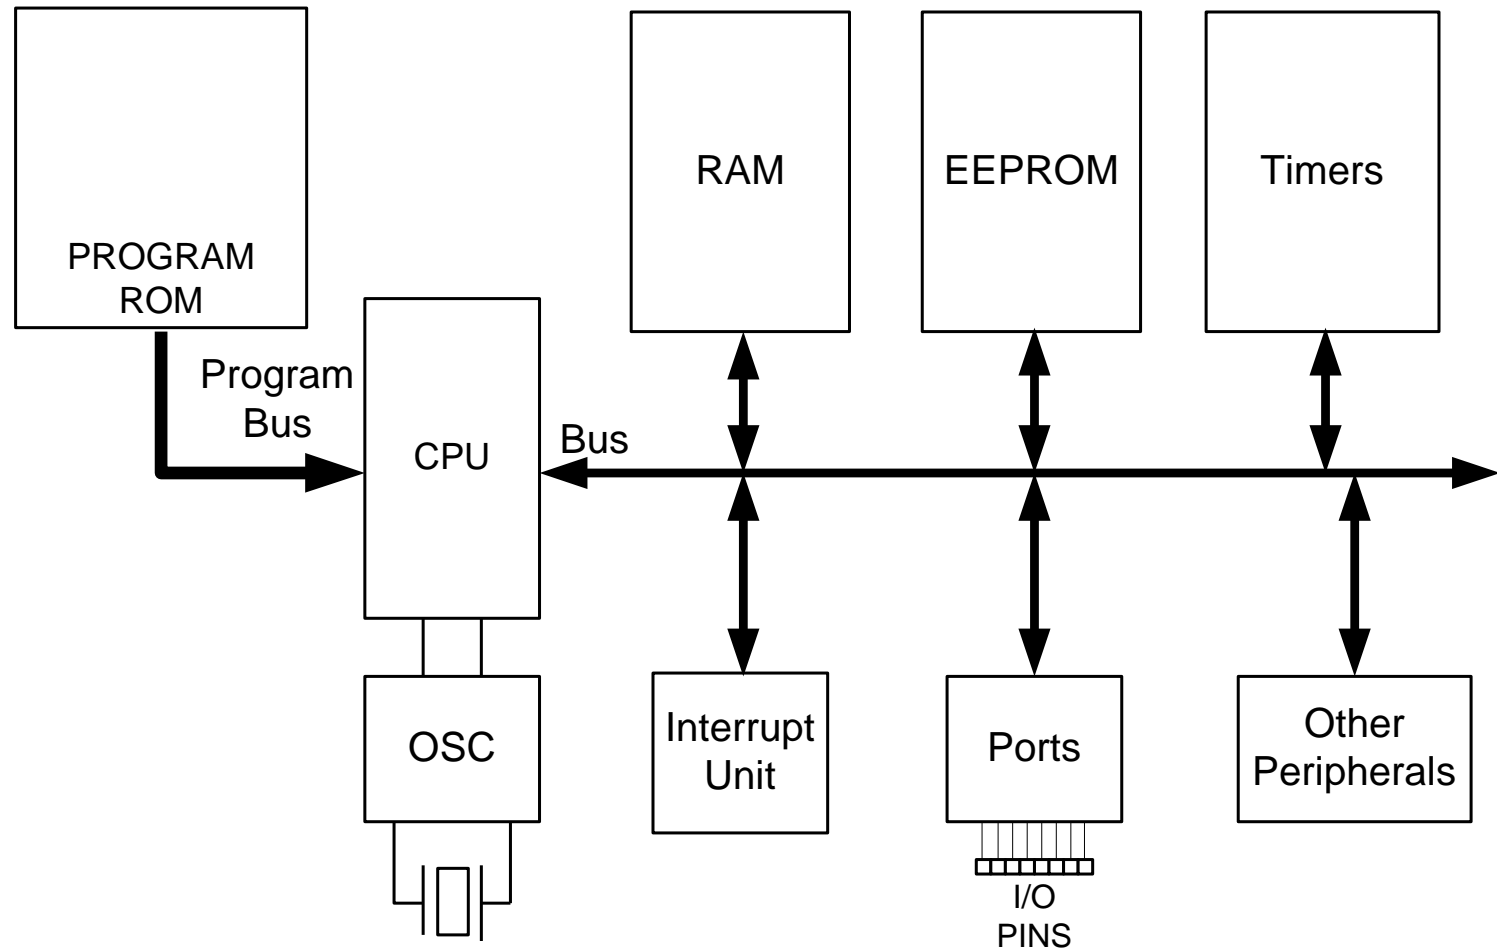 RAM
EEPROM
Timers
PROGRAM
ROM
Program
Bus
CPU
Bus
OSC
Interrupt
Unit
Ports
Other
Peripherals
I/O
PINS